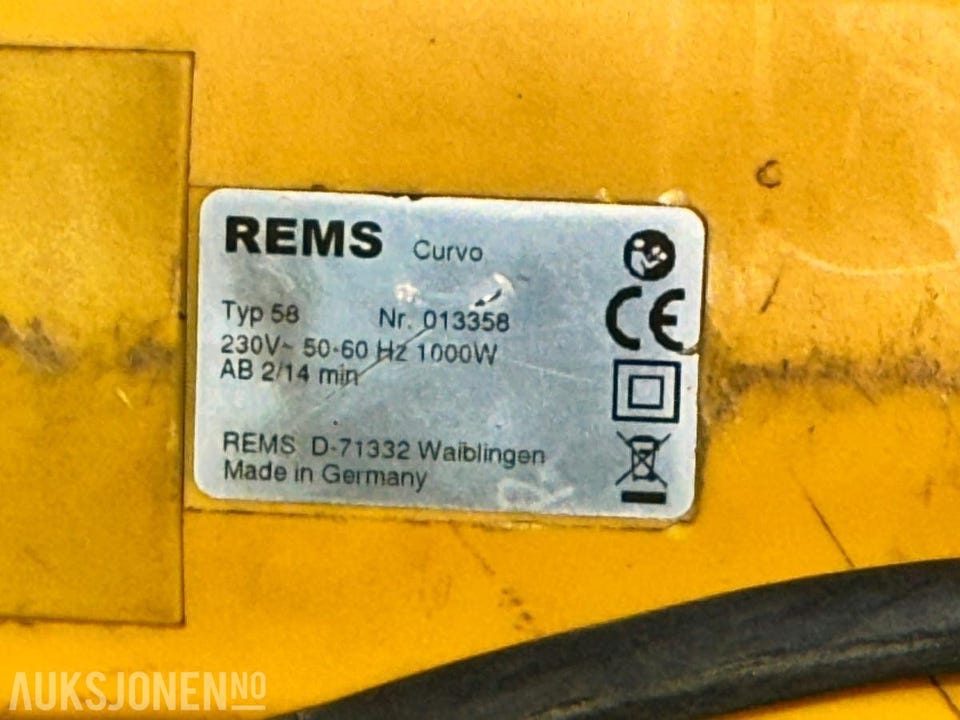 REMS Curvo
Typ 58 Nr. 013358
230V~ 50-60 Hz 1000W
AB 2/14 min
REMS D-71332 Waiblingen
Made in Germany
CE
AUKSJONEN.NO